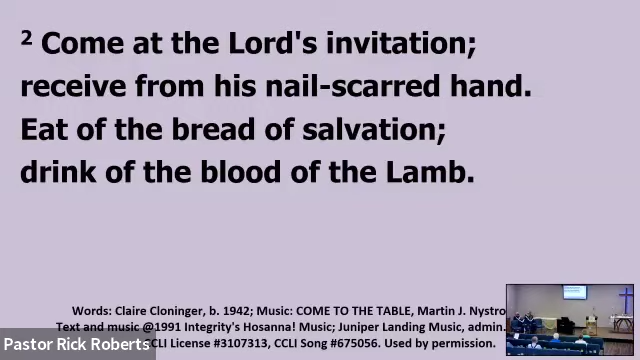 2 Come at the Lord's invitation;
receive from his nail-scarred hand.
Eat of the bread of salvation;
drink of the blood of the Lamb.
Words: Claire Cloninger, b. 1942; Music: COME TO THE TABLE, Martin J. Nystro
Text and music @1991 Integrity's Hosanna! Music; Juniper Landing Music, admin.
CCLI License #3107313, CCLI Song #675056. Used by permission.
Pastor Rick Roberts